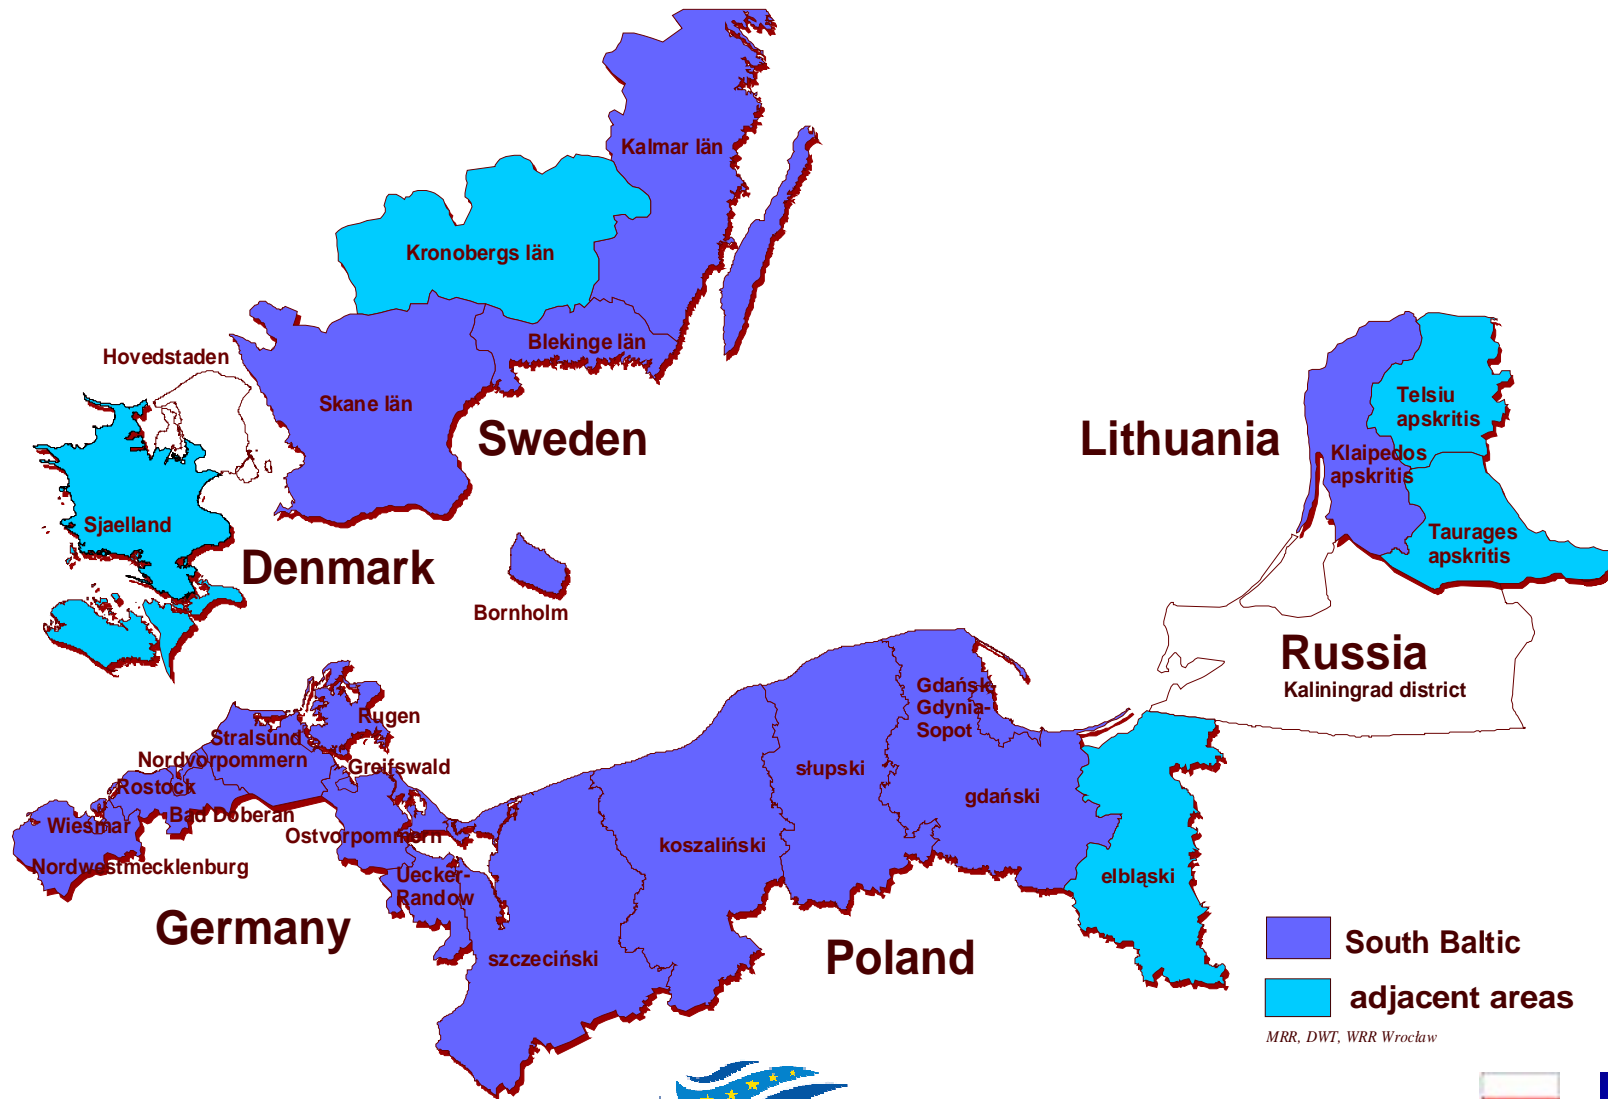 Kalmar län
Kronobergs län
Blekinge län
Hovedstaden
Skane län
Sweden
Lithuania
Telsiu
apskritis
Klaipedos
apskritis
Taurages
apskritis
Sjaelland
Denmark
Bornholm
Russia
Kaliningrad district
Rugen
Stralsund
Nordvorpommern
Greifswald
Rostock
Bad Doberan
Wiesmar
Ostvorpommern
Nordwestmecklenburg
Uecker-
Randow
Germany
Gdańsk-
Gdynia-
Sopot
słupski
gdański
koszaliński
elbląski
szczeciński
Poland
South Baltic
adjacent areas
MRR, DWT, WRR Wrocław